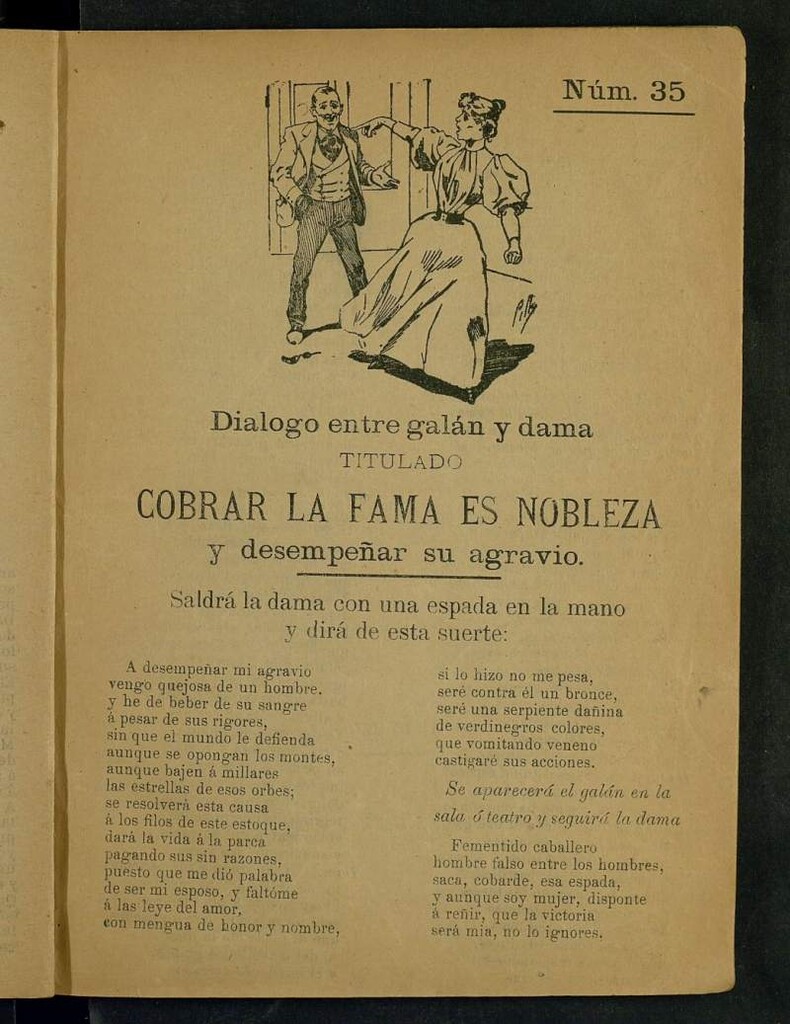 Núm. 35
Dialogo entre galán y dama
TITULADO
COBRAR LA FAMA ES NOBLEZA
y desempeñar su agravio.
Saldrá la dama con una espada en la mano
y dirá de esta suerte:
A desempeñar mi agravio
vengo quejosa de un hombre.
y he de beber de su sangre
á pesar de sus rigores,
sin que el mundo le defienda
aunque se opongan los montes,
aunque bajen á millares
las estrellas de esos orbes;
se resolverá esta causa
á los filos de este estoque,
dará la vida á la parca
pagando sus sin razones,
puesto que me dió palabra
de ser mi esposo, y faltóme
á las leye del amor,
con mengua de honor y nombre,
si lo hizo no me pesa,
seré contra él un bronce,
seré una serpiente dañina
de verdinegros colores,
que vomitando veneno
castigaré sus acciones.
Se aparecerá el galán en la
sala ó teatro y seguirá la dama
Fementido caballero
hombre falso entre los hombres,
saca, cobarde, esa espada,
y aunque soy mujer, disponte
á reñir, que la victoria
será mia, no lo ignores.